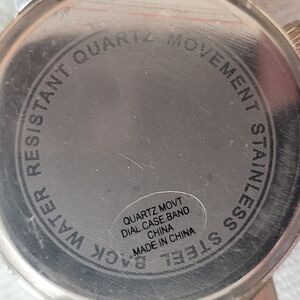 WATER RESISTANT QUARTZ MOVEMENT STAINLESS STEEL BACK
QUARTZ MOVT
DIAL CASE BAND
CHINA
MADE IN CHINA